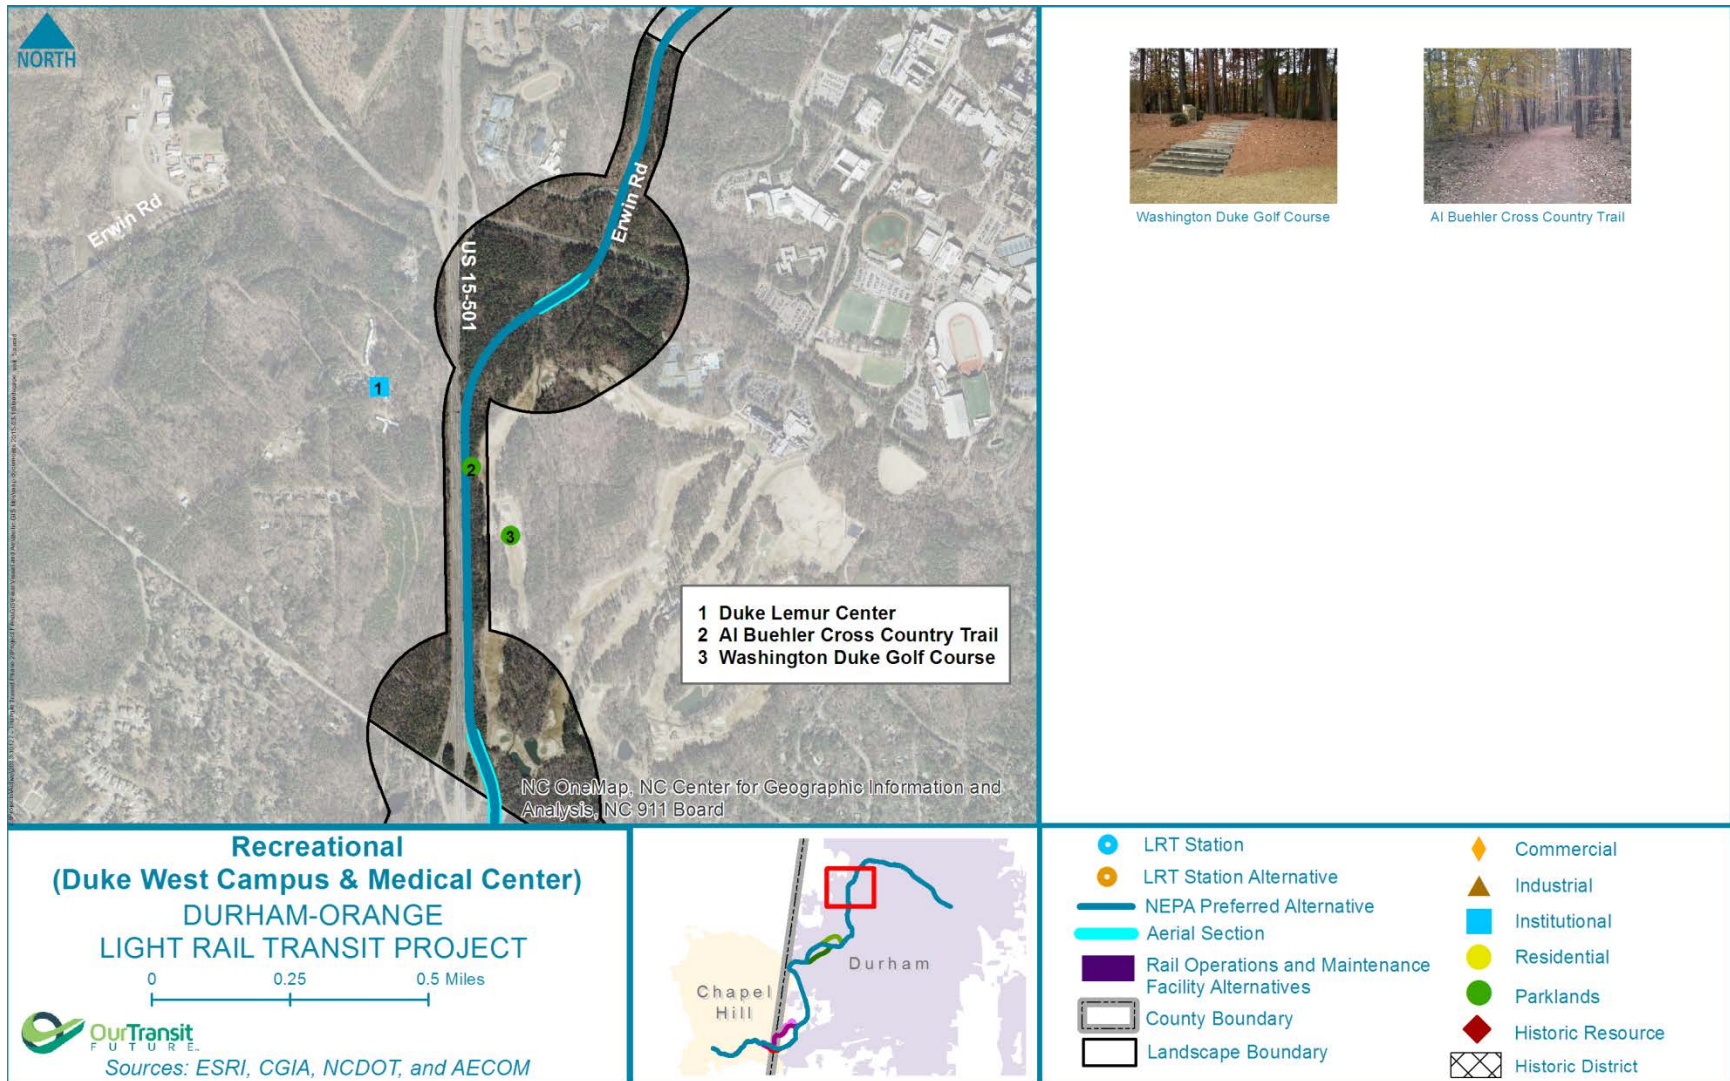 NORTH
Erwin Rd
Erwin Rd
US 15-501
1
2
3
1 Duke Lemur Center
2 Al Buehler Cross Country Trail
3 Washington Duke Golf Course
NC OneMap, NC Center for Geographic Information and
Analysis, NC 911 Board
Washington Duke Golf Course
Al Buehler Cross Country Trail
Recreational
(Duke West Campus & Medical Center)
DURHAM-ORANGE
LIGHT RAIL TRANSIT PROJECT
0 0.25 0.5 Miles
OurTransit
FUTURE
Sources: ESRI, CGIA, NCDOT, and AECOM
Durham
Chapel
Hill
LRT Station
LRT Station Alternative
NEPA Preferred Alternative
Aerial Section
Rail Operations and Maintenance
Facility Alternatives
County Boundary
Landscape Boundary
Commercial
Industrial
Institutional
Residential
Parklands
Historic Resource
Historic District